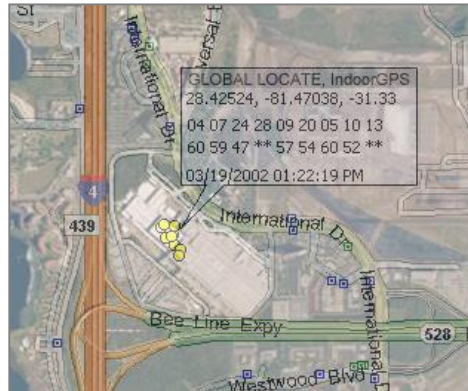 St
International Dr
Universal
GLOBAL LOCATE, IndoorGPS
28.42524, -81.47038, -31.33
04 07 24 28 09 20 05 10 13
60 59 47 ** 57 54 60 52 **
03/19/2002 01:22:19 PM
4
439
International Dr
International
Bee Line Expy
528
Westwood Blvd